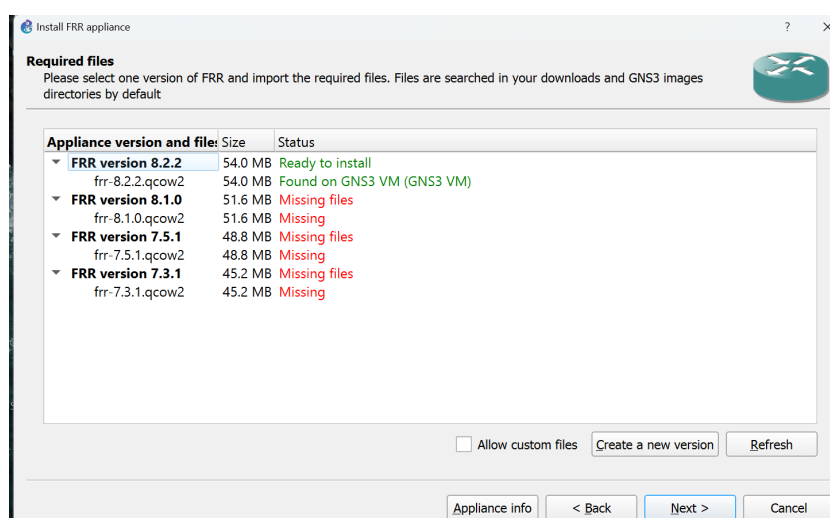 Install FRR appliance ?
Required files
Please select one version of FRR and import the required files. Files are searched in your downloads and GNS3 images
directories by default
Appliance version and files Size Status
FRR version 8.2.2 54.0 MB Ready to install
frr-8.2.2.qcow2 54.0 MB Found on GNS3 VM (GNS3 VM)
FRR version 8.1.0 51.6 MB Missing files
frr-8.1.0.qcow2 51.6 MB Missing
FRR version 7.5.1 48.8 MB Missing files
frr-7.5.1.qcow2 48.8 MB Missing
FRR version 7.3.1 45.2 MB Missing files
frr-7.3.1.qcow2 45.2 MB Missing
Allow custom files Create a new version Refresh
Appliance info < Back Next > Cancel